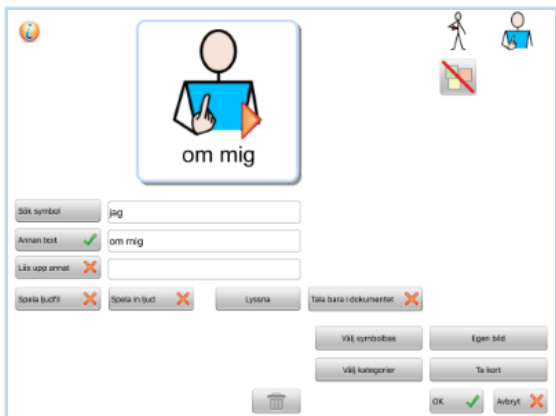 om mig
Sök symbol jag
Annan text om mig
Läs upp annat
Spela ljudfil Spela in ljud Lyssna Tala bara i dokumentet
Välj symbolbas Egen bild
Välj kategorier Ta kort
OK Avbryt